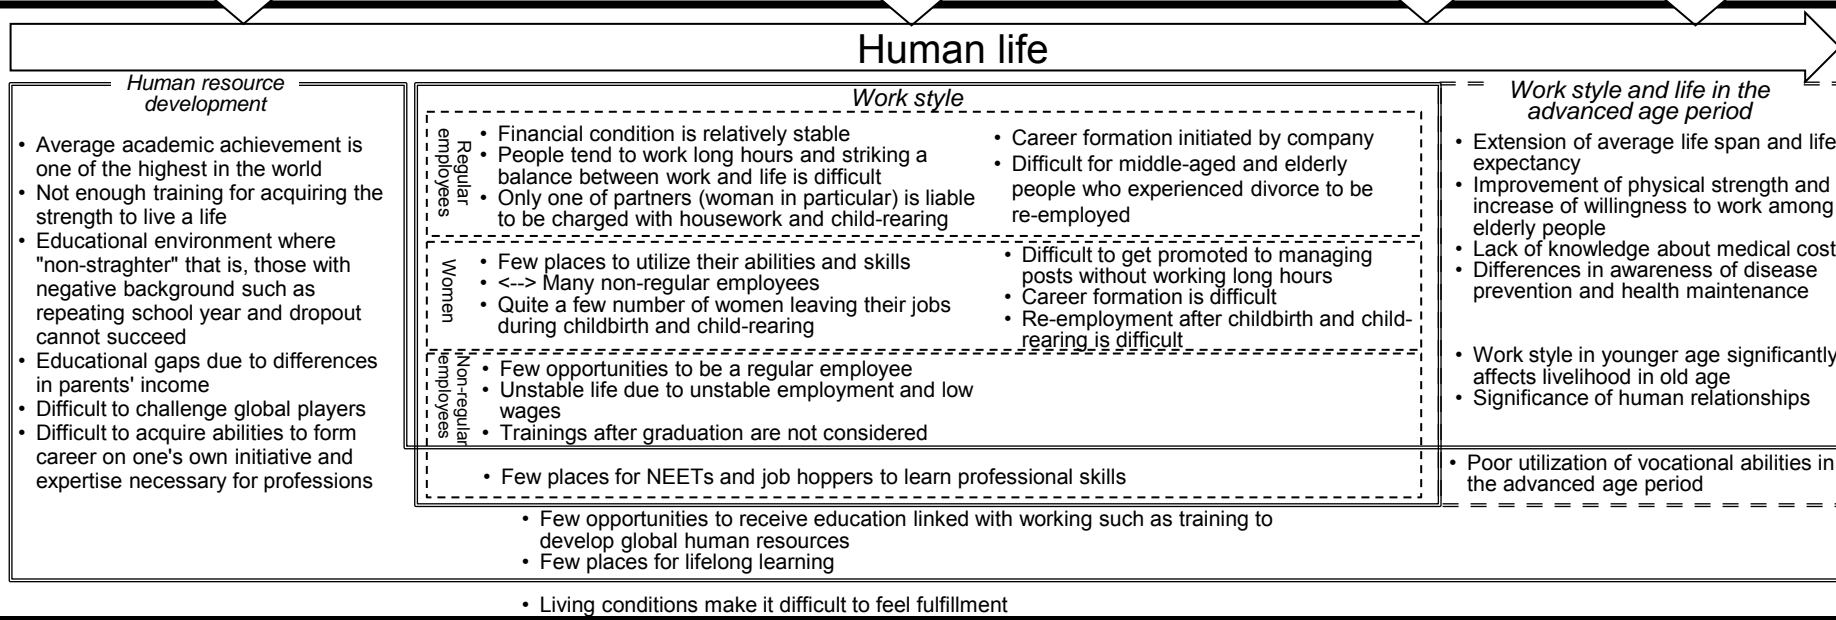 Human life
Human resource
development
• Average academic achievement is
one of the highest in the world
• Not enough training for acquiring the
strength to live a life
• Educational environment where
"non-straghter" that is, those with
negative background such as
repeating school year and dropout
cannot succeed
• Educational gaps due to differences
in parents' income
• Difficult to challenge global players
• Difficult to acquire abilities to form
career on one's own initiative and
expertise necessary for professions
Work style
Regular
employees
• Financial condition is relatively stable
• People tend to work long hours and striking a
balance between work and life is difficult
• Only one of partners (woman in particular) is liable
to be charged with housework and child-rearing
• Career formation initiated by company
• Difficult for middle-aged and elderly
people who experienced divorce to be
re-employed
Women
• Few places to utilize their abilities and skills
• <--> Many non-regular employees
• Quite a few number of women leaving their jobs
during childbirth and child-rearing
• Difficult to get promoted to managing
posts without working long hours
• Career formation is difficult
• Re-employment after childbirth and child-
rearing is difficult
Non-regular
employees
• Few opportunities to be a regular employee
• Unstable life due to unstable employment and low
wages
• Trainings after graduation are not considered
• Few places for NEETs and job hoppers to learn professional skills
• Few opportunities to receive education linked with working such as training to
develop global human resources
• Few places for lifelong learning
• Living conditions make it difficult to feel fulfillment
Work style and life in the
advanced age period
• Extension of average life span and life
expectancy
• Improvement of physical strength and
increase of willingness to work among
elderly people
• Lack of knowledge about medical cost
• Differences in awareness of disease
prevention and health maintenance
• Work style in younger age significantly
affects livelihood in old age
• Significance of human relationships
• Poor utilization of vocational abilities in
the advanced age period